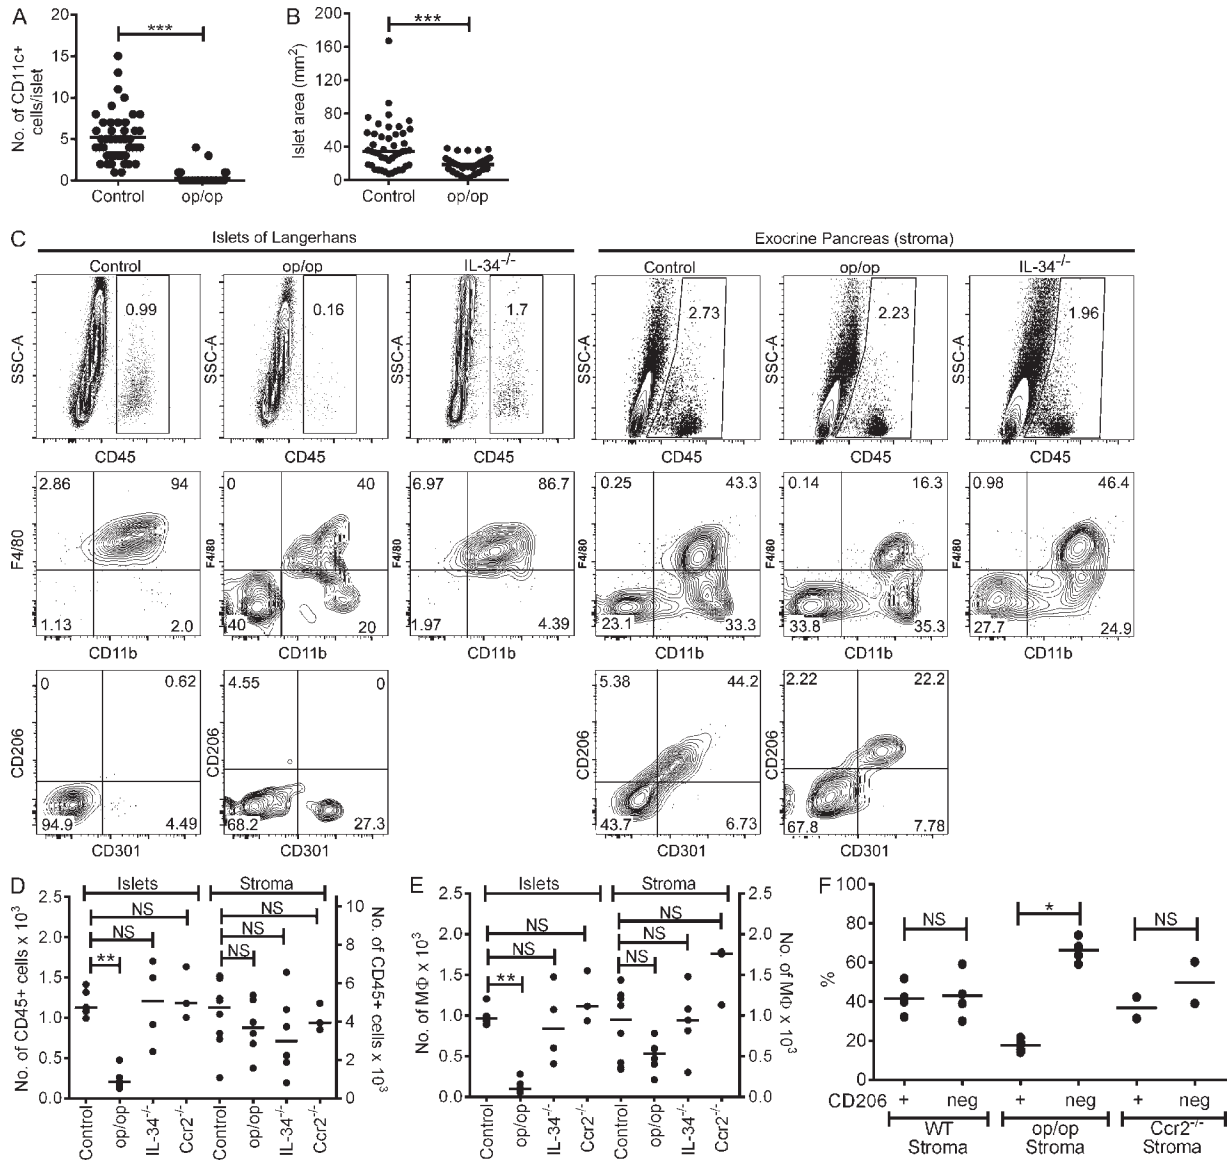 A
B
20
15
10
5
0
No. of CD11c+
cells/islet
***
Control
op/op
200
160
120
80
40
0
Islet area (mm²)
***
Control
op/op
C
Islets of Langerhans
Exocrine Pancreas (stroma)
Control
op/op
IL-34⁻/⁻
Control
op/op
IL-34⁻/⁻
SSC-A
0.99
SSC-A
0.16
SSC-A
1.7
SSC-A
2.73
SSC-A
2.23
SSC-A
1.96
CD45
CD45
CD45
CD45
CD45
CD45
2.86
94
0
40
6.97
86.7
0.25
43.3
0.14
16.3
0.98
46.4
F4/80
F4/80
F4/80
F4/80
F4/80
F4/80
1.13
2.0
40
20
1.97
4.39
23.1
33.3
33.8
35.3
27.7
24.9
CD11b
CD11b
CD11b
CD11b
CD11b
CD11b
0
0.62
4.55
0
5.38
44.2
2.22
22.2
CD206
CD206
CD206
CD206
94.9
4.49
68.2
27.3
43.7
6.73
67.8
7.78
CD301
CD301
CD301
CD301
D
Islets
Stroma
2.5
2.0
1.5
1.0
0.5
0.0
No. of CD45+ cells x 10³
NS
NS
**
NS
NS
NS
10
8
6
4
2
0
No. of CD45+ cells x 10³
Control
op/op
IL-34⁻/⁻
Ccr2⁻/⁻
Control
op/op
IL-34⁻/⁻
Ccr2⁻/⁻
E
Islets
Stroma
2.5
2.0
1.5
1.0
0.5
0.0
No. of MΦ x 10³
NS
NS
**
NS
NS
NS
2.5
2.0
1.5
1.0
0.5
0.0
No. of MΦ x 10³
Control
op/op
IL-34⁻/⁻
Ccr2⁻/⁻
Control
op/op
IL-34⁻/⁻
Ccr2⁻/⁻
F
100
80
60
40
20
0
%
NS
*
NS
CD206 + neg + neg + neg
WT
Stroma
op/op
Stroma
Ccr2⁻/⁻
Stroma